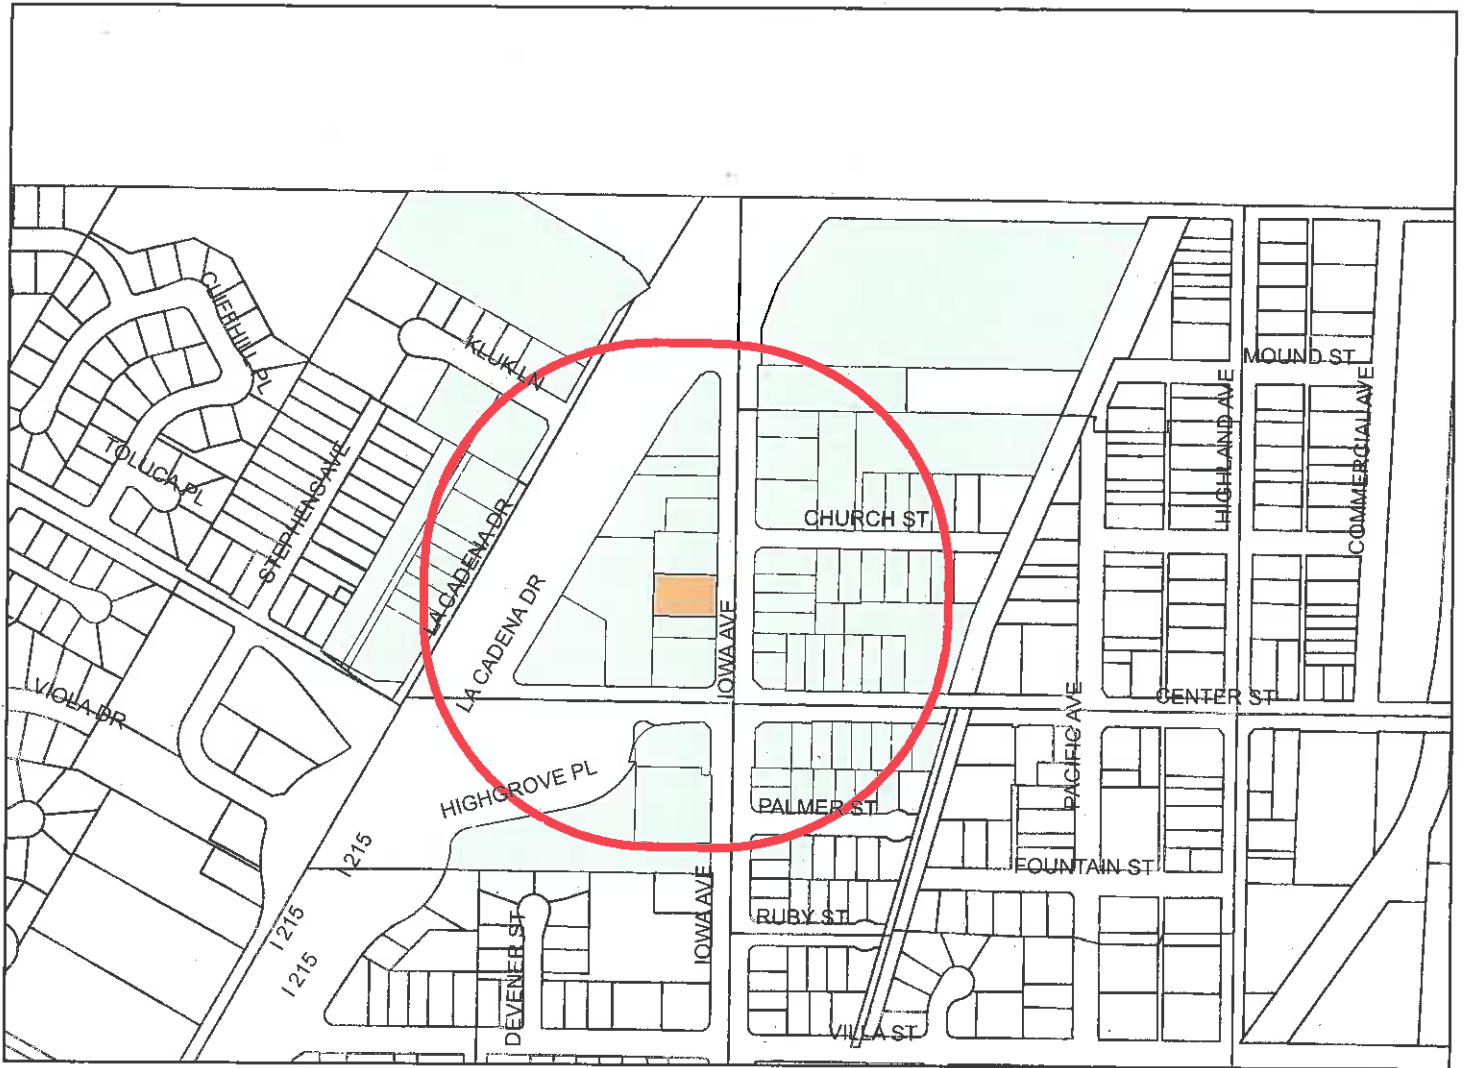 CLIFFHILL PL
KLUK LN
MOUND ST
HIGHLAND AVE
COMMERCIAL AVE
TOLUCA PL
STEPHENS AVE
LA CADENA DR
CHURCH ST
LA CADENA DR
IOWA AVE
VIOLA DR
CENTER ST
PACIFIC AVE
HIGHGROVE PL
PALMER ST
I 215
FOUNTAIN ST
IOWA AVE
RUBY ST
I 215
DEVENER ST
I 215
VILLA ST